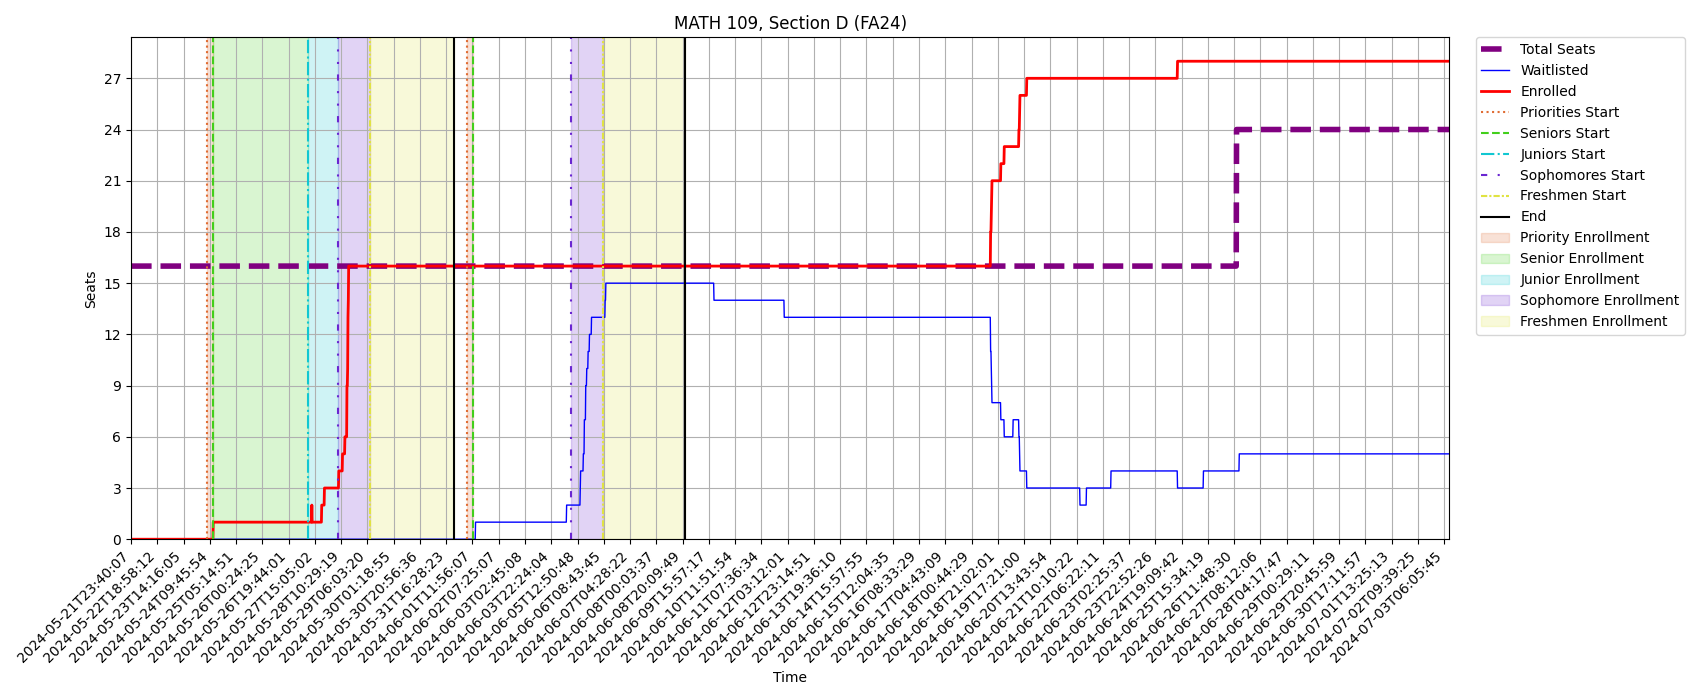 MATH 109, Section D (FA24)
Seats
27
24
21
18
15
12
9
6
3
0
2024-05-21T23:40:07
2024-05-22T18:58:12
2024-05-23T14:16:05
2024-05-24T09:45:54
2024-05-25T05:14:51
2024-05-26T00:24:25
2024-05-26T19:44:01
2024-05-27T15:05:02
2024-05-28T10:29:19
2024-05-29T06:03:20
2024-05-30T01:18:55
2024-05-30T20:56:36
2024-05-31T16:28:23
2024-06-01T11:56:07
2024-06-02T07:25:07
2024-06-03T02:45:08
2024-06-03T22:24:04
2024-06-05T12:50:48
2024-06-06T08:43:45
2024-06-07T04:28:22
2024-06-08T00:03:37
2024-06-08T20:09:49
2024-06-09T15:57:17
2024-06-10T11:51:54
2024-06-11T07:36:34
2024-06-12T03:12:01
2024-06-12T23:14:51
2024-06-13T19:36:10
2024-06-14T15:57:55
2024-06-15T12:04:35
2024-06-16T08:33:29
2024-06-17T04:43:09
2024-06-18T00:44:29
2024-06-18T21:02:01
2024-06-19T17:21:00
2024-06-20T13:43:54
2024-06-21T10:10:22
2024-06-22T06:22:11
2024-06-23T02:25:37
2024-06-23T22:52:26
2024-06-24T19:09:42
2024-06-25T15:34:19
2024-06-26T11:48:30
2024-06-27T08:12:06
2024-06-28T04:17:47
2024-06-29T00:29:11
2024-06-29T20:45:59
2024-06-30T17:11:57
2024-07-01T13:25:13
2024-07-02T09:39:25
2024-07-03T06:05:45
Time
Total Seats
Waitlisted
Enrolled
Priorities Start
Seniors Start
Juniors Start
Sophomores Start
Freshmen Start
End
Priority Enrollment
Senior Enrollment
Junior Enrollment
Sophomore Enrollment
Freshmen Enrollment